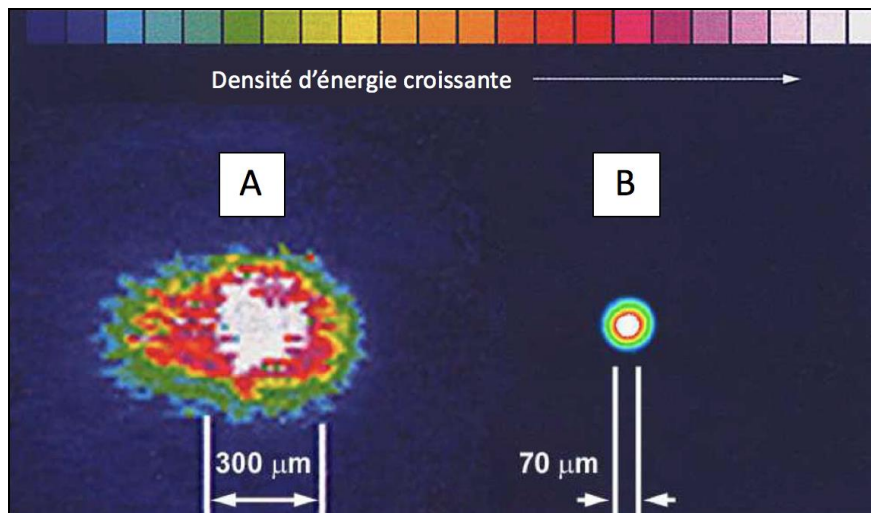 Densité d’énergie croissante
A
B
300 μm
70 μm